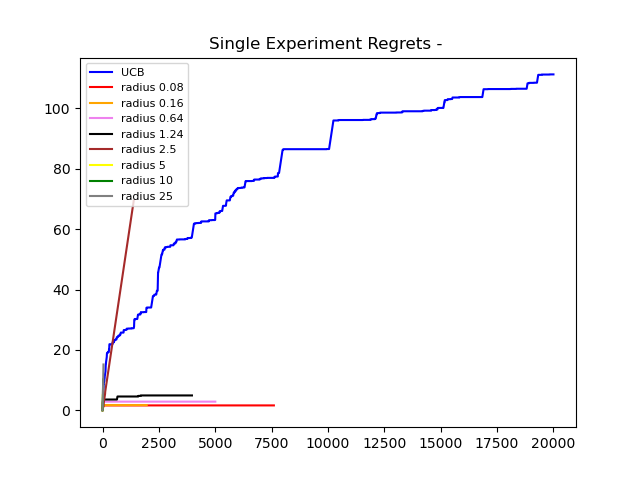 Single Experiment Regrets -
UCB
radius 0.08
radius 0.16
radius 0.64
radius 1.24
radius 2.5
radius 5
radius 10
radius 25
100
80
60
40
20
0
0 2500 5000 7500 10000 12500 15000 17500 20000